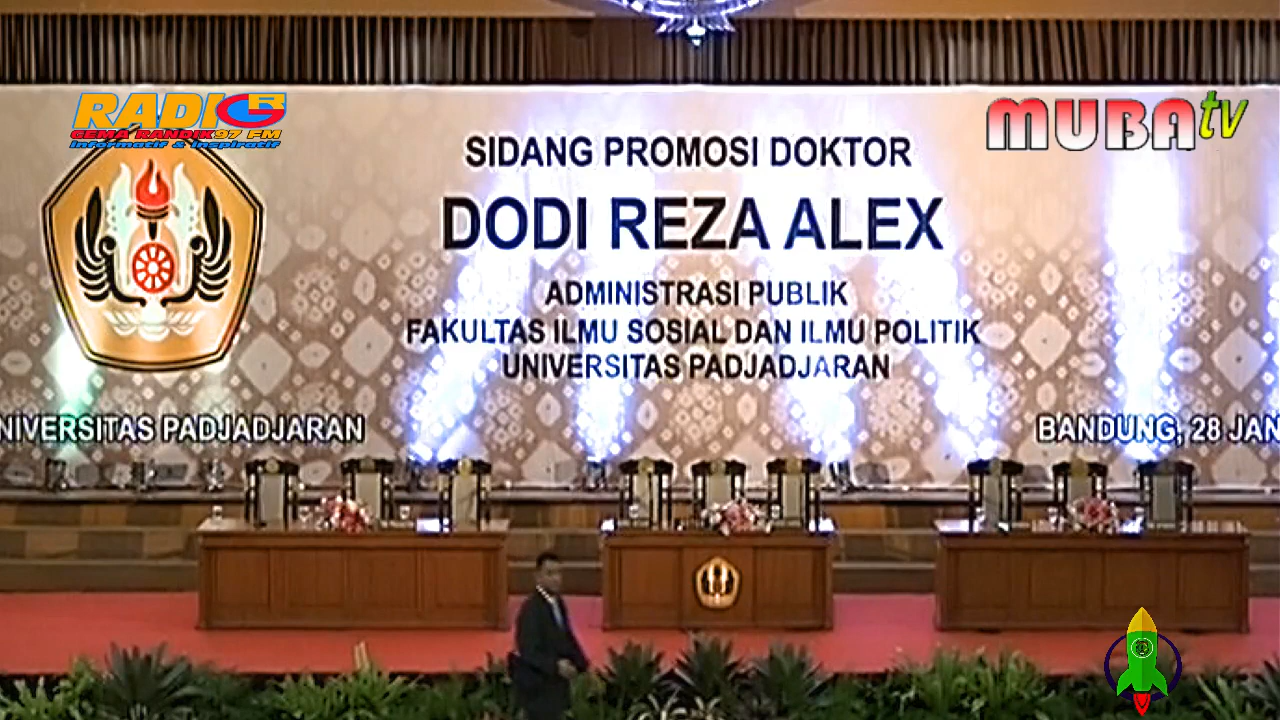 RADIO GR
GEMA RANDIK 97 FM
informatif & inspiratif
MUBA tv
SIDANG PROMOSI DOKTOR
DODI REZA ALEX
ADMINISTRASI PUBLIK
FAKULTAS ILMU SOSIAL DAN ILMU POLITIK
UNIVERSITAS PADJADJARAN
NIVERSITAS PADJADJARAN
BANDUNG, 28 JAN